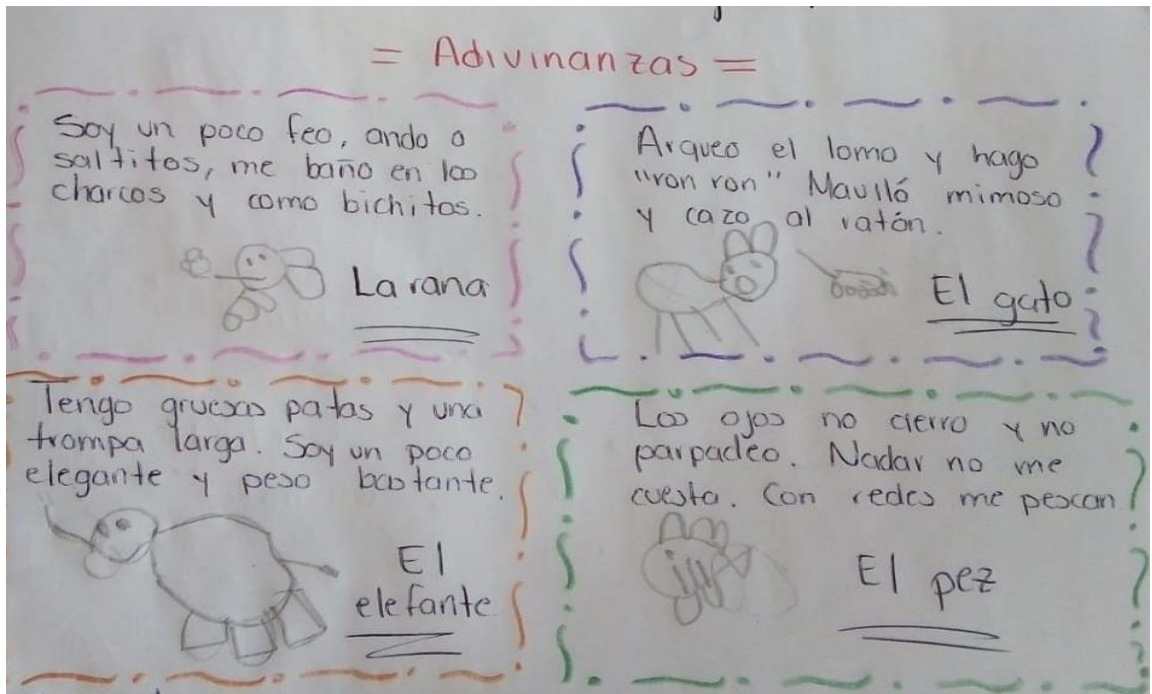 = Adivinanzas =
Soy un poco feo, ando a
saltitos, me baño en los
charcos y como bichitos.
La rana
Arqueo el lomo y hago
"ron ron" Mauiló mimoso
y cazo al ratón.
El gato
Tengo gruesas patas y una
trompa larga. Soy un poco
elegante y peso bastante.
El
elefante
Los ojos no cierro y no
parpadeo. Nadar no me
cuesta. Con redes me pescan
El pez